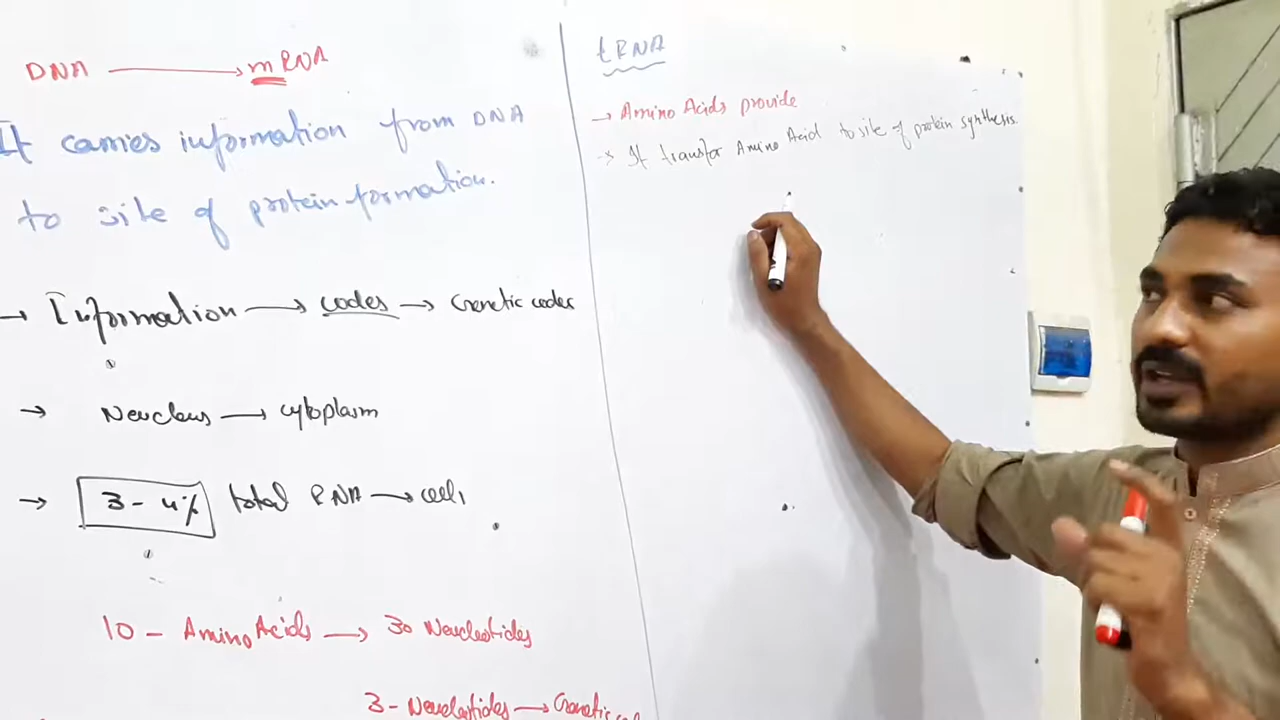 DNA → mRNA
It carries information from DNA
to site of protein formation.
→ Information → codes → Genetic codes
→ Neucleus → cytoplasm
→ 3 - 4% total RNA → cell
10 - Amino Acids → 30 Neucleotides
3 - Neucleotides → Genetic
tRNA
→ Amino Acids provide
→ It transfar Amino Acid to site of protein synthesis.